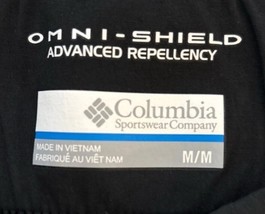 OMNI-SHIELD
ADVANCED REPELLENCY
Columbia
Sportswear Company
MADE IN VIETNAM
FABRIQUÉ AU VIÊT NAM
M/M